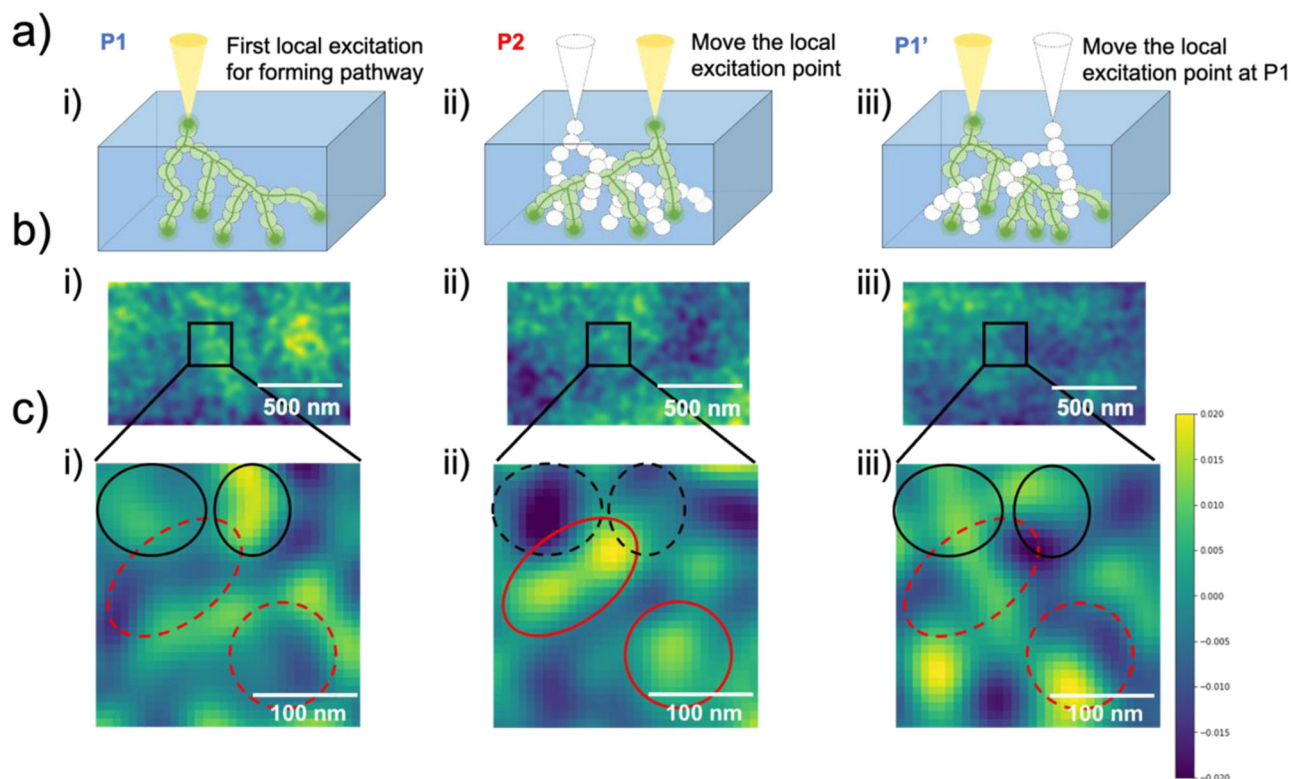 a)
P1
First local excitation
for forming pathway
P2
Move the local
excitation point
P1'
Move the local
excitation point at P1
i)
ii)
iii)
b)
i)
ii)
iii)
500 nm
500 nm
500 nm
c)
i)
ii)
iii)
100 nm
100 nm
100 nm
0.020
0.015
0.010
0.005
0.000
−0.005
−0.010
−0.015
−0.020